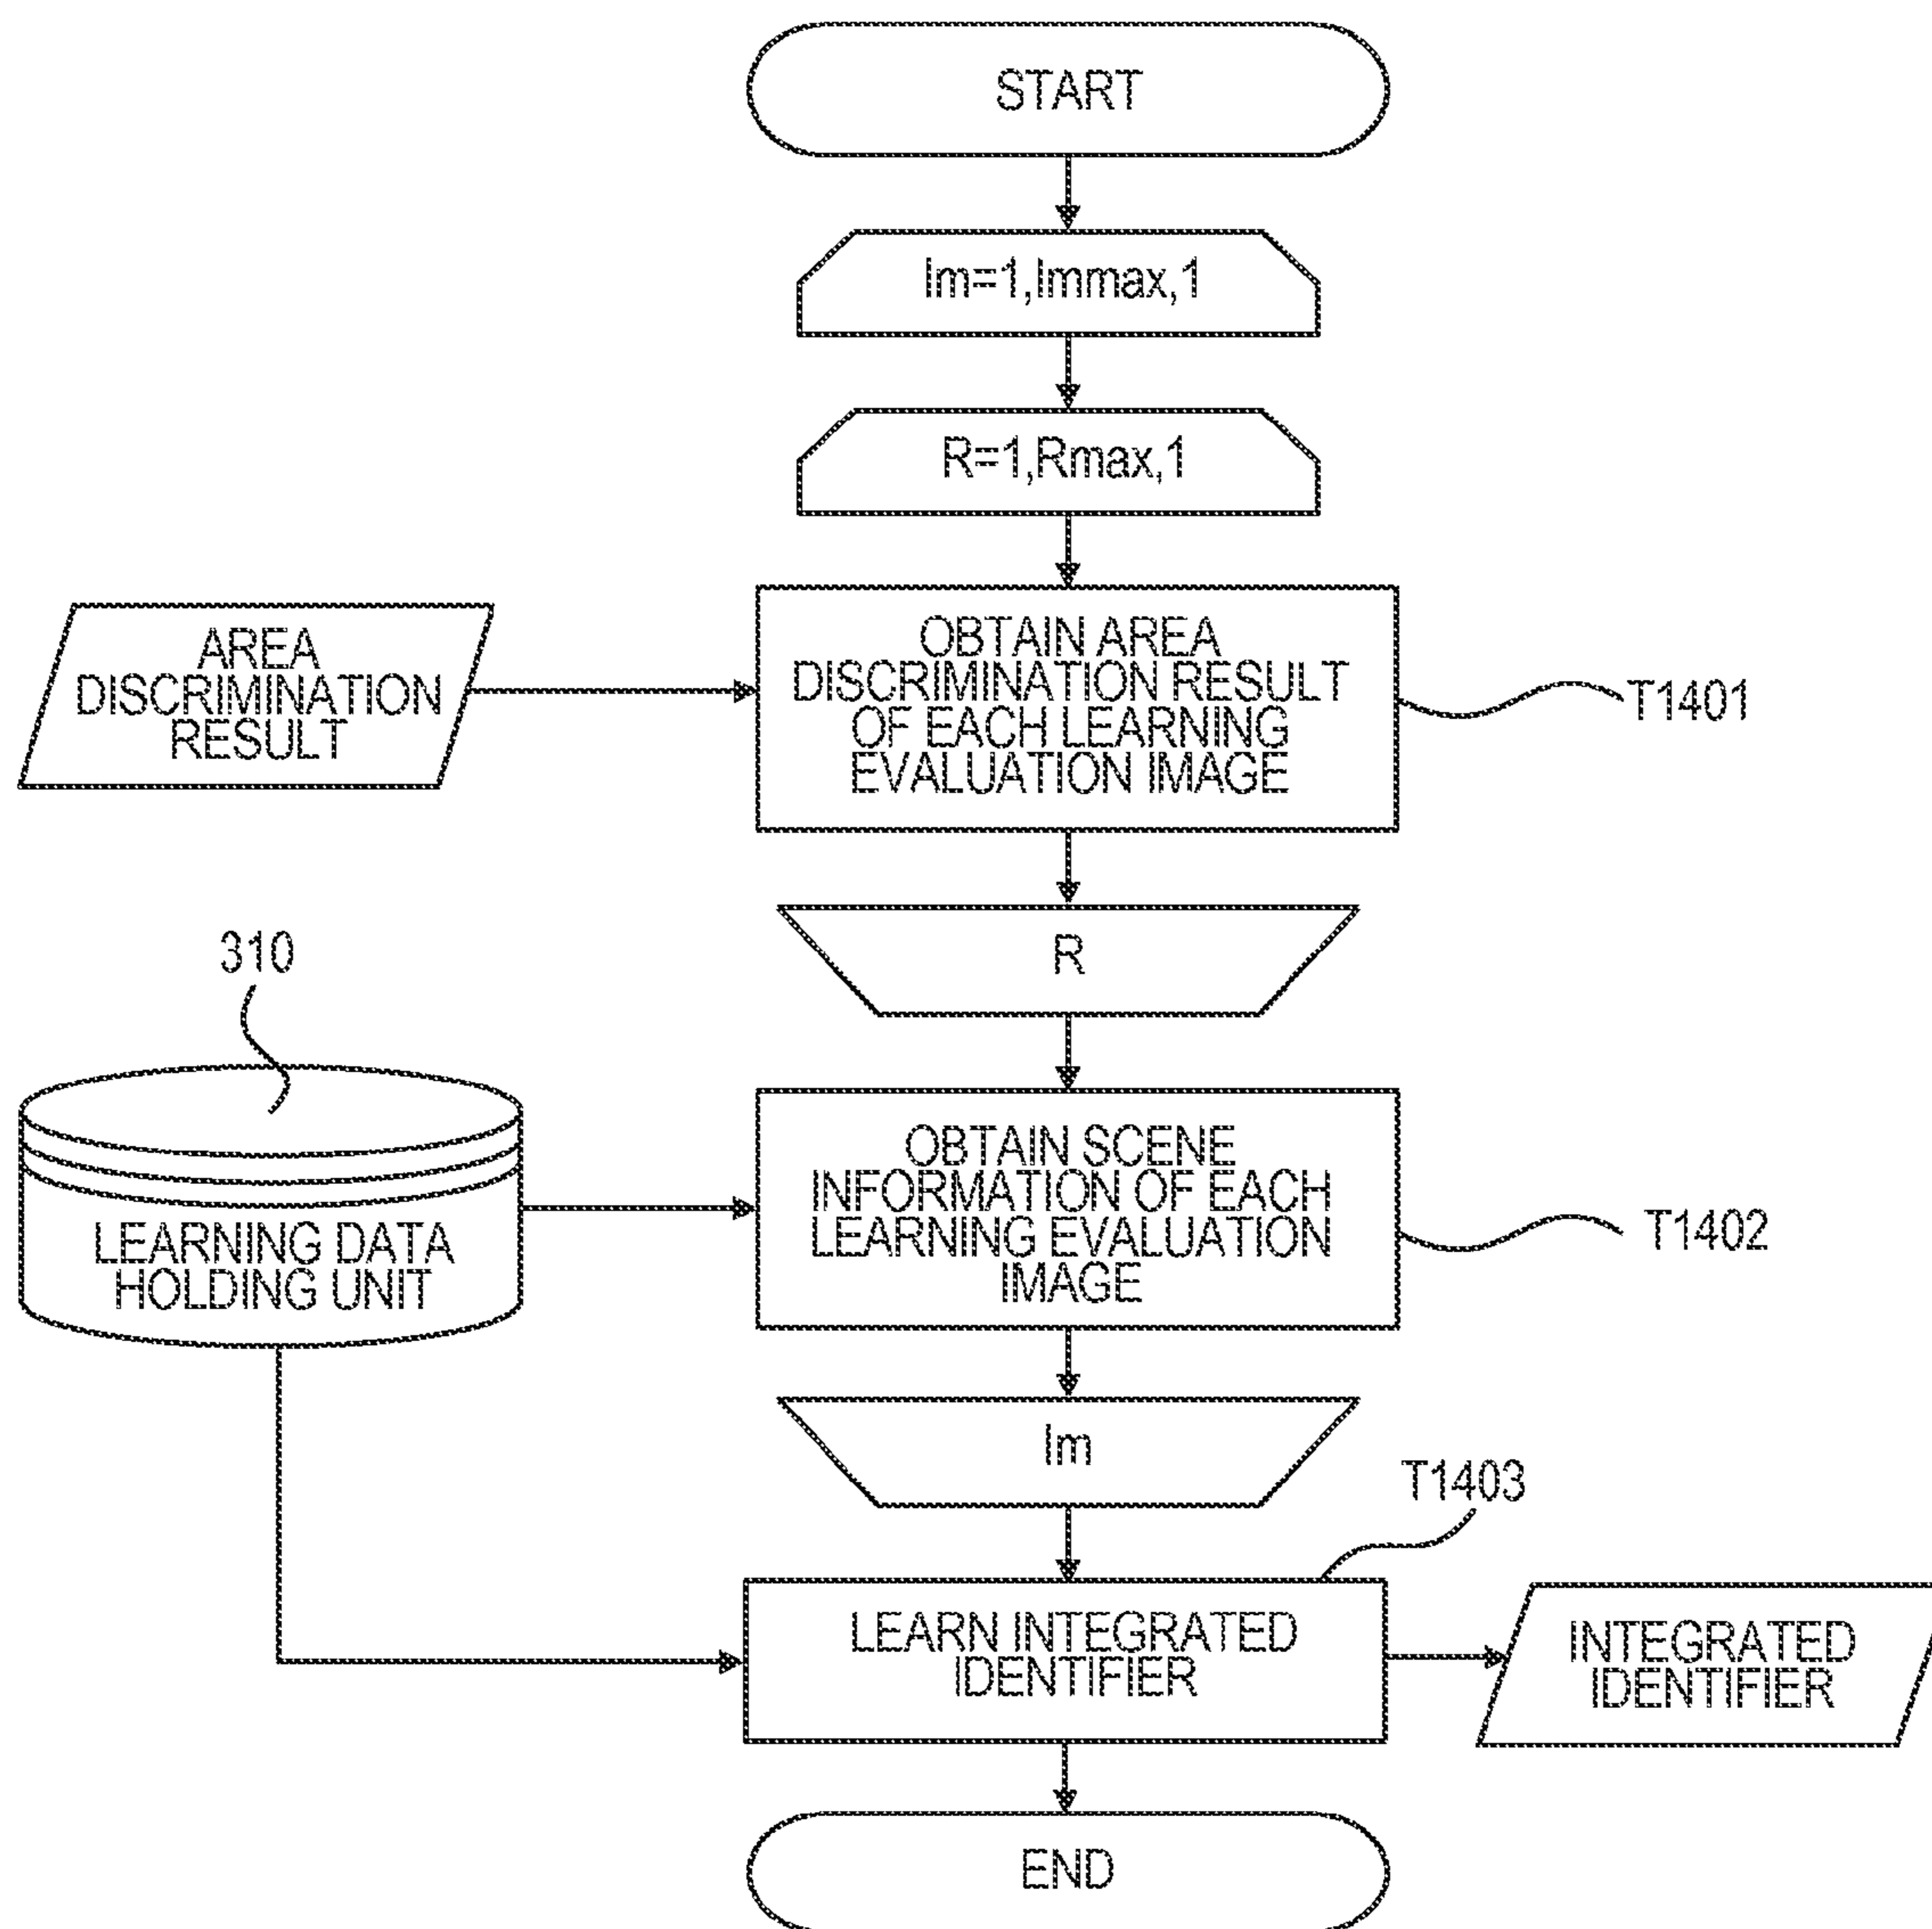 START
Im=1,Immax,1
R=1,Rmax,1
AREA
DISCRIMINATION
RESULT
OBTAIN AREA
DISCRIMINATION RESULT
OF EACH LEARNING
EVALUATION IMAGE
T1401
R
310
LEARNING DATA
HOLDING UNIT
OBTAIN SCENE
INFORMATION OF EACH
LEARNING EVALUATION
IMAGE
T1402
Im
T1403
LEARN INTEGRATED
IDENTIFIER
INTEGRATED
IDENTIFIER
END